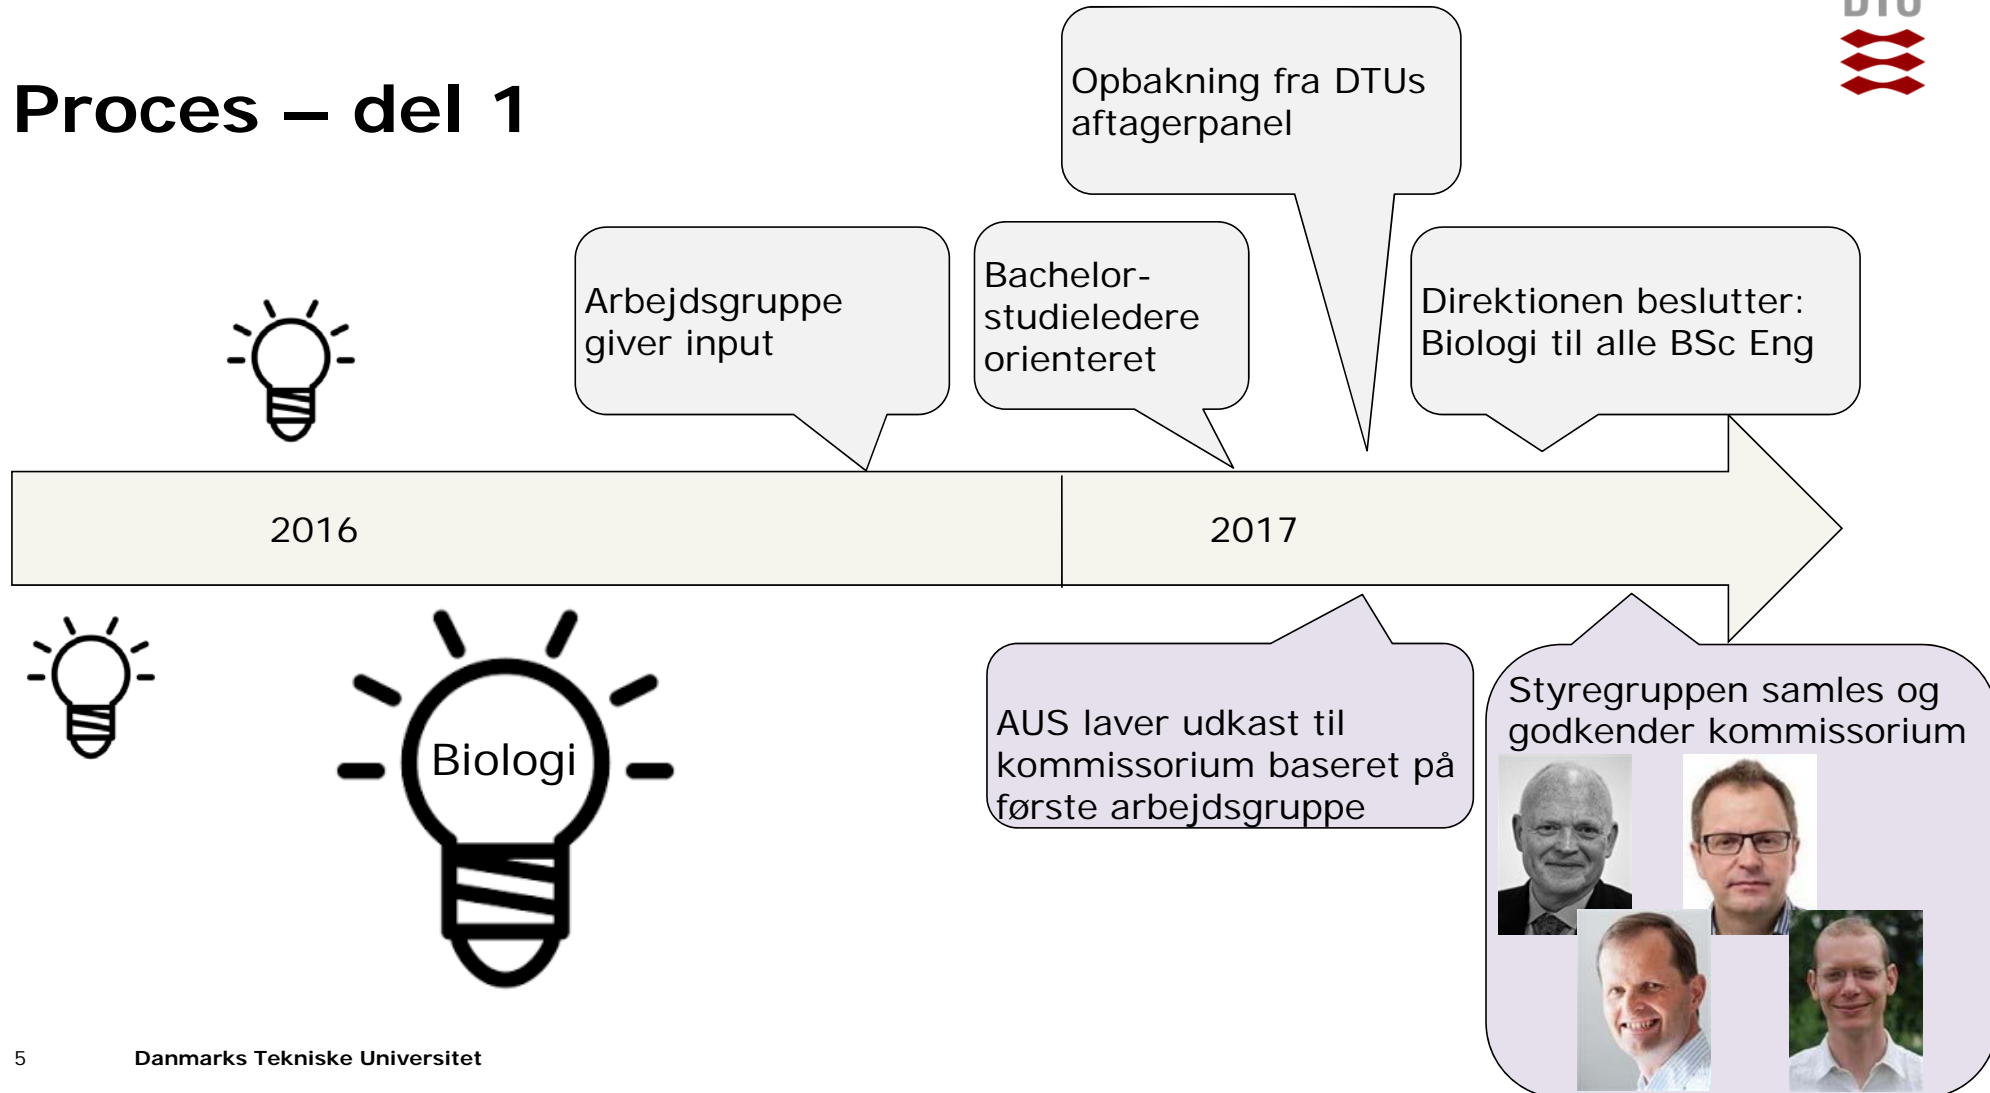 DTU
Proces – del 1
Opbakning fra DTUs
aftagerpanel
Arbejdsgruppe
giver input
Bachelor-
studieledere
orienteret
Direktionen beslutter:
Biologi til alle BSc Eng
2016
2017
Biologi
AUS laver udkast til
kommissorium baseret på
første arbejdsgruppe
Styregruppen samles og
godkender kommissorium
5
Danmarks Tekniske Universitet